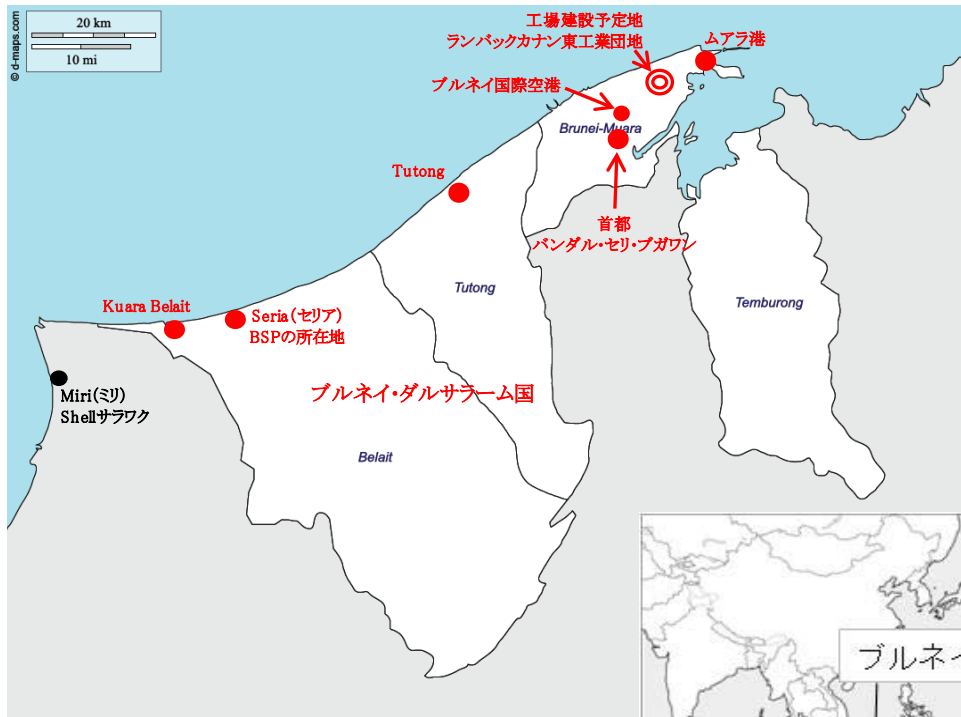 20 km
10 mi
© d-maps.com
工場建設予定地
ランバックカナン東工業団地
ムアラ港
ブルネイ国際空港
Brunei-Muara
Tutong
首都
バンダル・セリ・ブガワン
Tutong
Temburong
Kuara Belait
Seria(セリア)
BSPの所在地
Miri(ミリ)
Shellサラワク
ブルネイ・ダルサラーム国
Belait
ブルネイ